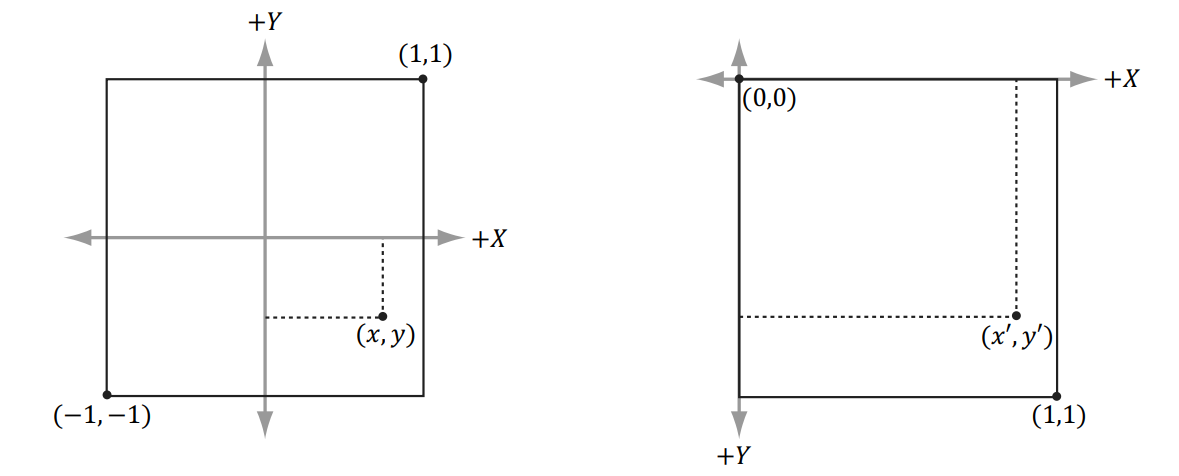 +Y
(1,1)
+X
(x, y)
(−1, −1)
+X
(0,0)
(x′, y′)
(1,1)
+Y